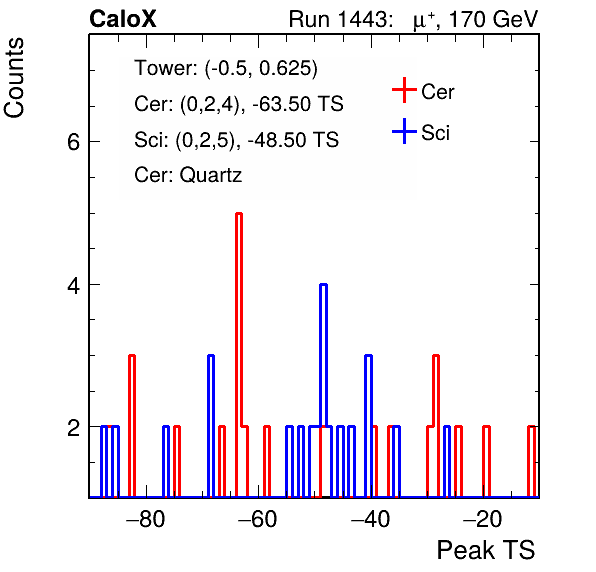 CaloX Run 1443: μ⁺, 170 GeV
Counts
Tower: (-0.5, 0.625)
Cer: (0,2,4), -63.50 TS
Sci: (0,2,5), -48.50 TS
Cer: Quartz
Cer
Sci
6
4
2
−80 −60 −40 −20
Peak TS